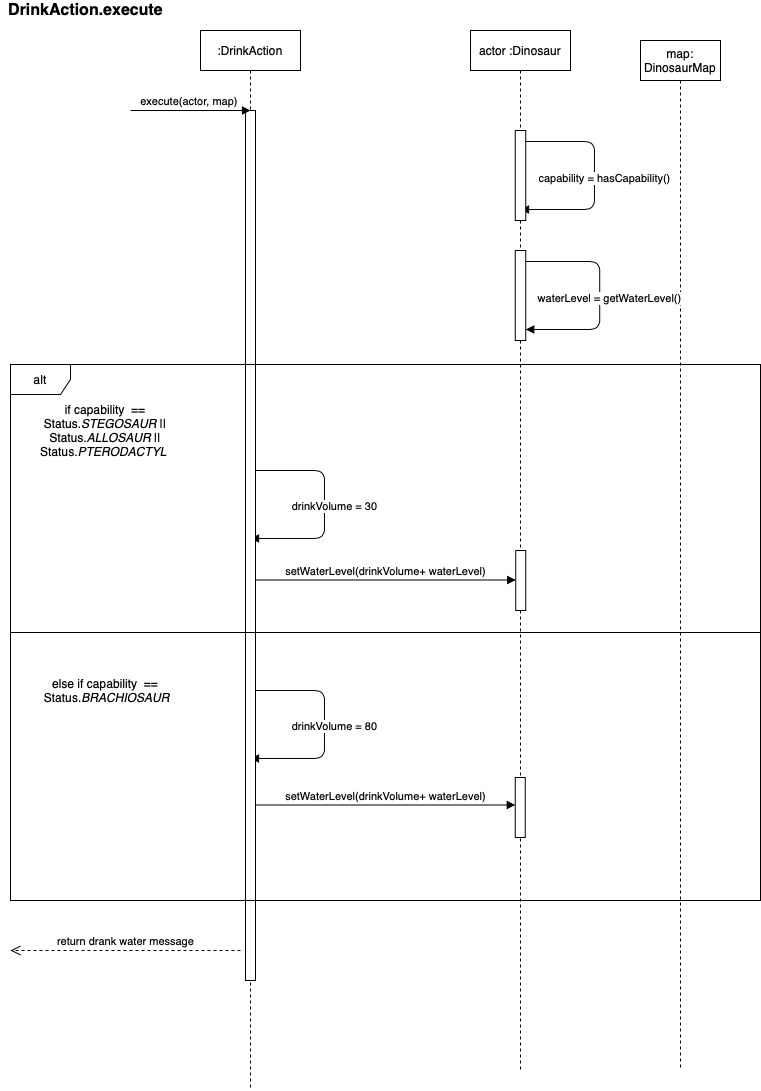 DrinkAction.execute
:DrinkAction
actor :Dinosaur
map:
DinosaurMap
execute(actor, map)
capability = hasCapability()
waterLevel = getWaterLevel()
alt
if capability  ==
Status.STEGOSAUR ||
Status.ALLOSAUR ||
Status.PTERODACTYL
drinkVolume = 30
setWaterLevel(drinkVolume+ waterLevel)
else if capability  ==
Status.BRACHIOSAUR
drinkVolume = 80
setWaterLevel(drinkVolume+ waterLevel)
return drank water message